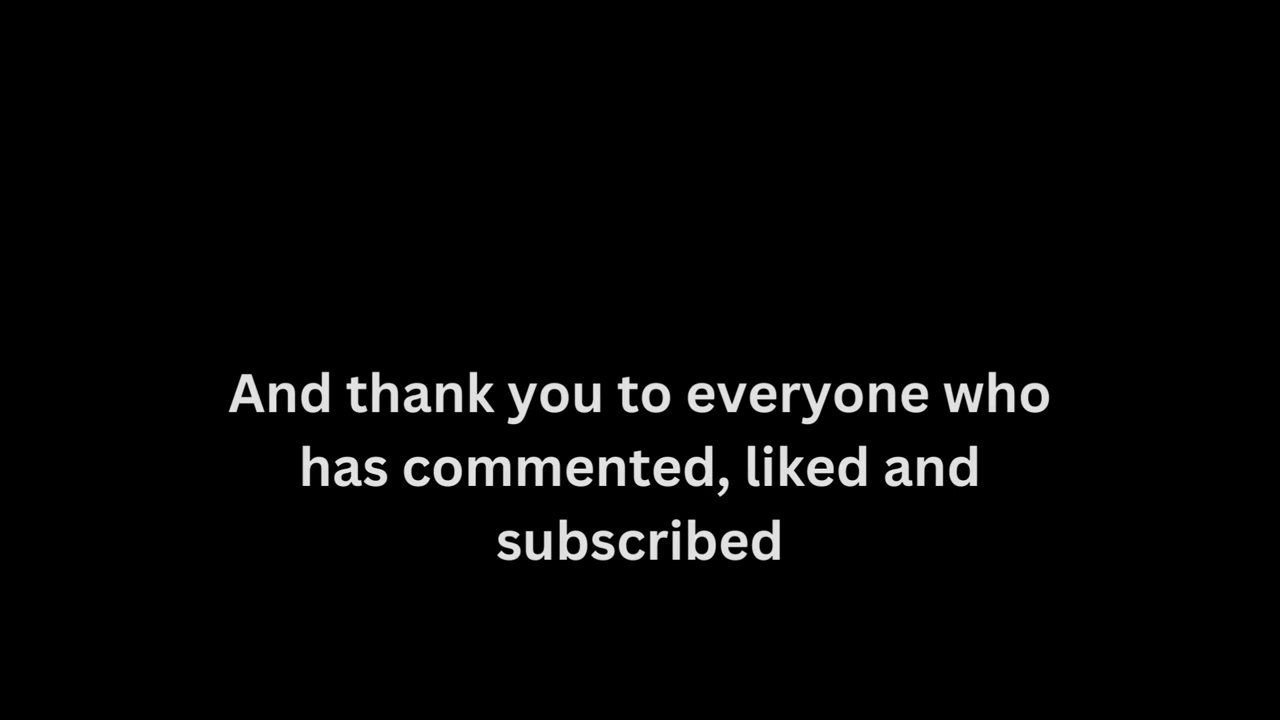 And thank you to everyone who
has commented, liked and
subscribed